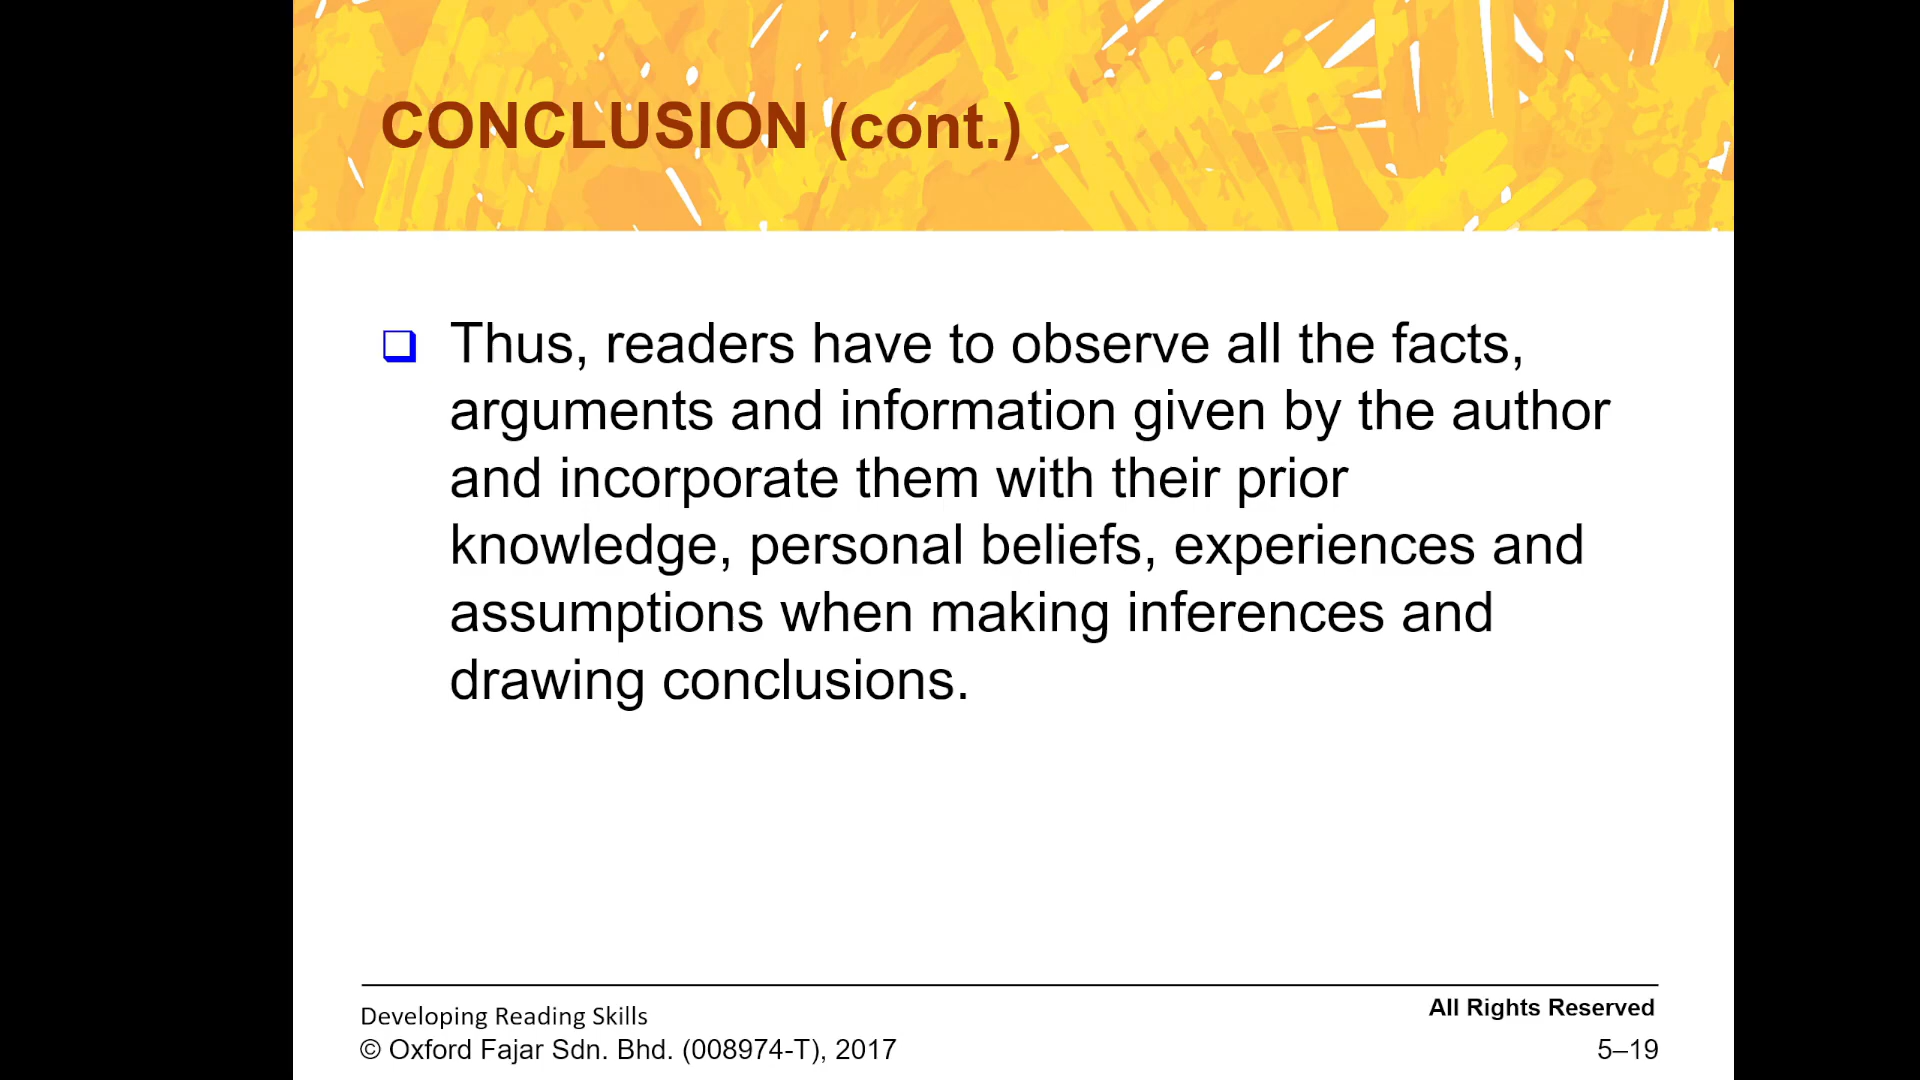 CONCLUSION (cont.)
Thus, readers have to observe all the facts,
arguments and information given by the author
and incorporate them with their prior
knowledge, personal beliefs, experiences and
assumptions when making inferences and
drawing conclusions.
Developing Reading Skills
All Rights Reserved
© Oxford Fajar Sdn. Bhd. (008974-T), 2017
5–19